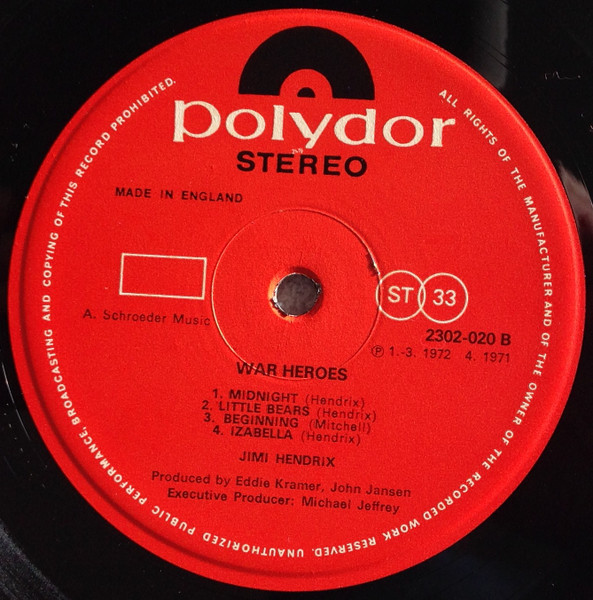 polydor
STEREO
MADE IN ENGLAND
ST 33
A. Schroeder Music
2302-020 B
Ⓟ 1.-3. 1972 4. 1971
WAR HEROES
1. MIDNIGHT (Hendrix)
2. LITTLE BEARS (Hendrix)
3. BEGINNING (Mitchell)
4. IZABELLA (Hendrix)
JIMI HENDRIX
Produced by Eddie Kramer, John Jansen
Executive Producer: Michael Jeffrey
ALL RIGHTS OF THE MANUFACTURER AND OF THE OWNER OF THE RECORDED WORK RESERVED. UNAUTHORIZED PUBLIC PERFORMANCE, BROADCASTING AND COPYING OF THIS RECORD PROHIBITED.